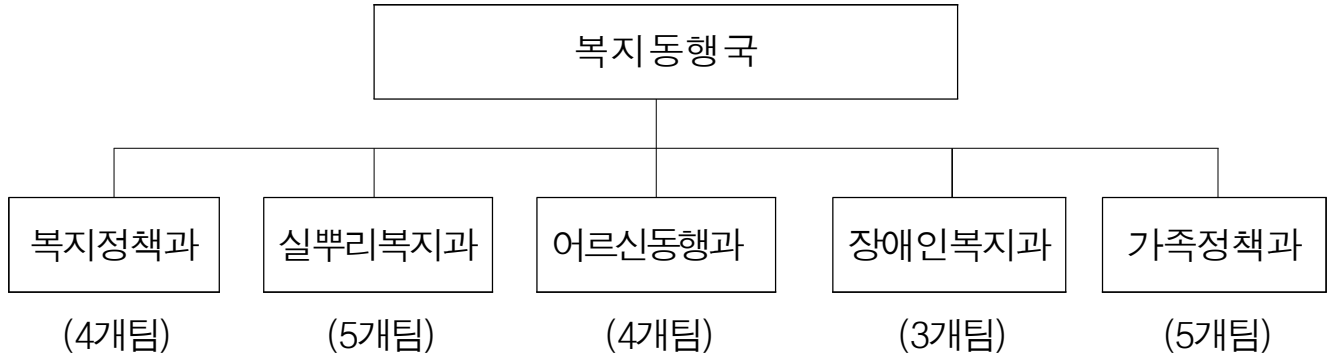 복지동행국
복지정책과 실뿌리복지과 어르신동행과 장애인복지과 가족정책과
(4개팀) (5개팀) (4개팀) (3개팀) (5개팀)